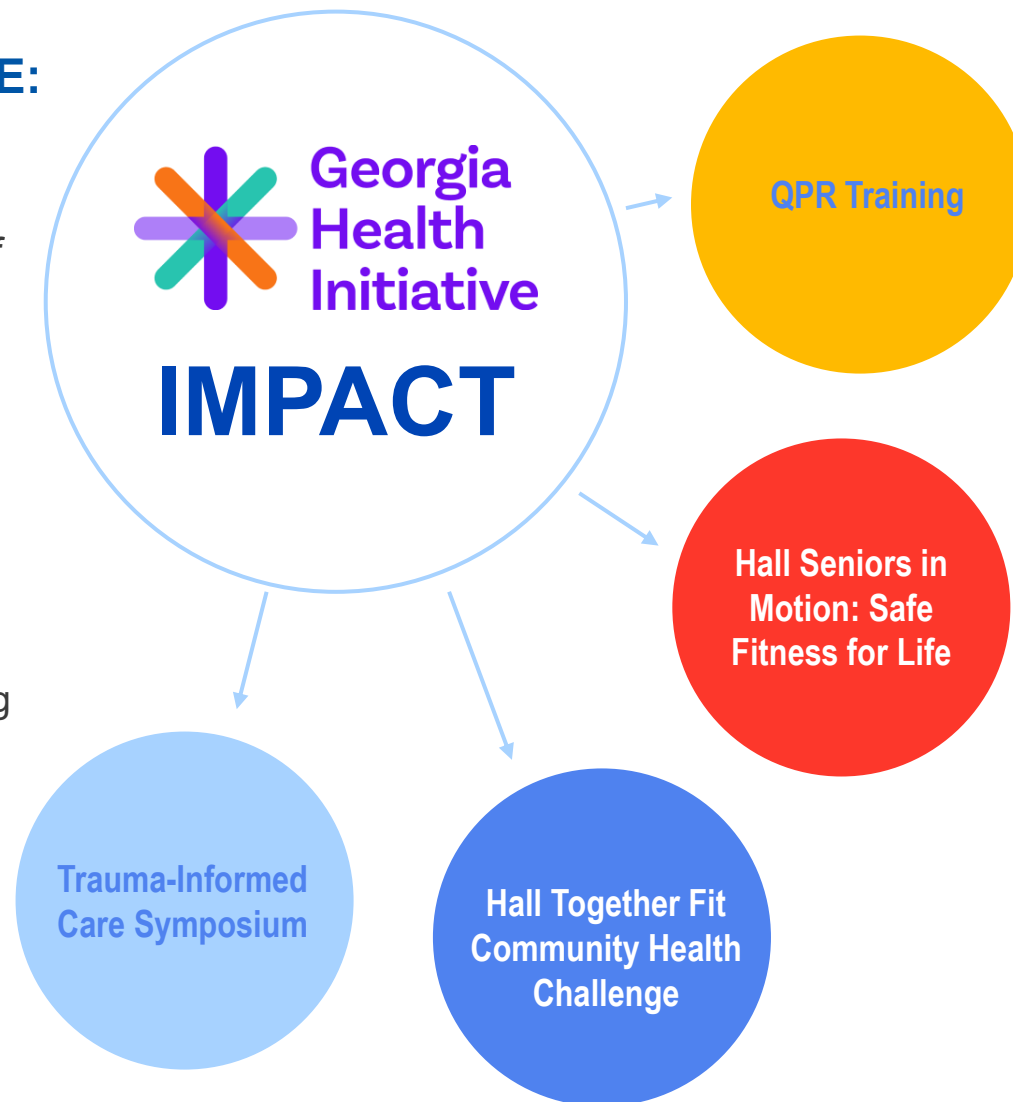 E:
Georgia
Health
Initiative
IMPACT
QPR Training
Hall Seniors in
Motion: Safe
Fitness for Life
g
Trauma-Informed
Care Symposium
Hall Together Fit
Community Health
Challenge